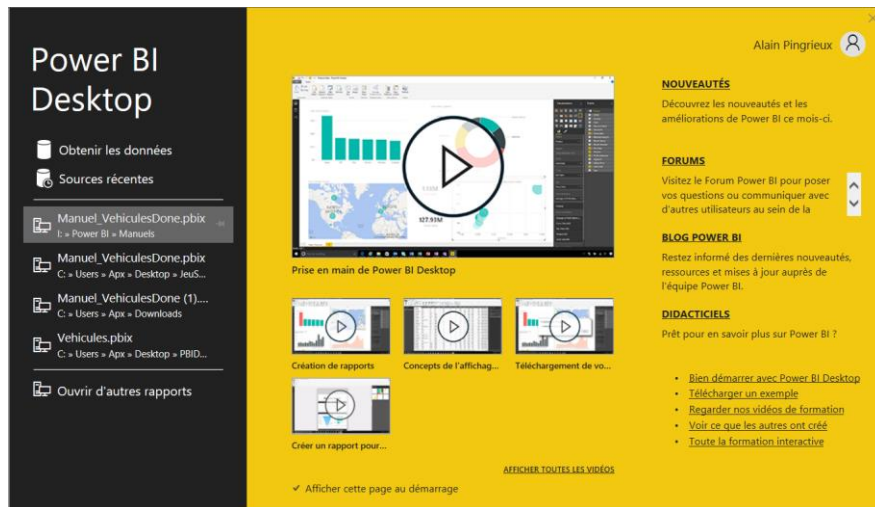 Power BI
Desktop
Obtenir les données
Sources récentes
Manuel_VehiculesDone.pbix
I: » Power BI » Manuels
Manuel_VehiculesDone.pbix
C: » Users » Apx » Desktop » JeuS...
Manuel_VehiculesDone (1)....
C: » Users » Apx » Downloads
Vehicules.pbix
C: » Users » Apx » Desktop » PBID...
Ouvrir d'autres rapports
127.93M
Prise en main de Power BI Desktop
Création de rapports
Concepts de l'affichag...
Téléchargement de vo...
Créer un rapport pour...
AFFICHER TOUTES LES VIDÉOS
Afficher cette page au démarrage
Alain Pingrieux
NOUVEAUTÉS
Découvrez les nouveautés et les
améliorations de Power BI ce mois-ci.
FORUMS
Visitez le Forum Power BI pour poser
vos questions ou communiquer avec
d'autres utilisateurs au sein de la
BLOG POWER BI
Restez informé des dernières nouveautés,
ressources et mises à jour auprès de
l'équipe Power BI.
DIDACTICIELS
Prêt pour en savoir plus sur Power BI ?
• Bien démarrer avec Power BI Desktop
• Télécharger un exemple
• Regarder nos vidéos de formation
• Voir ce que les autres ont créé
• Toute la formation interactive